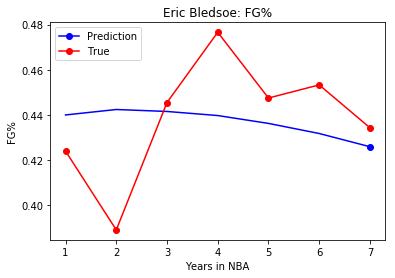 Eric Bledsoe: FG%
Prediction
True
0.48
0.46
0.44
0.42
0.40
FG%
1 2 3 4 5 6 7
Years in NBA